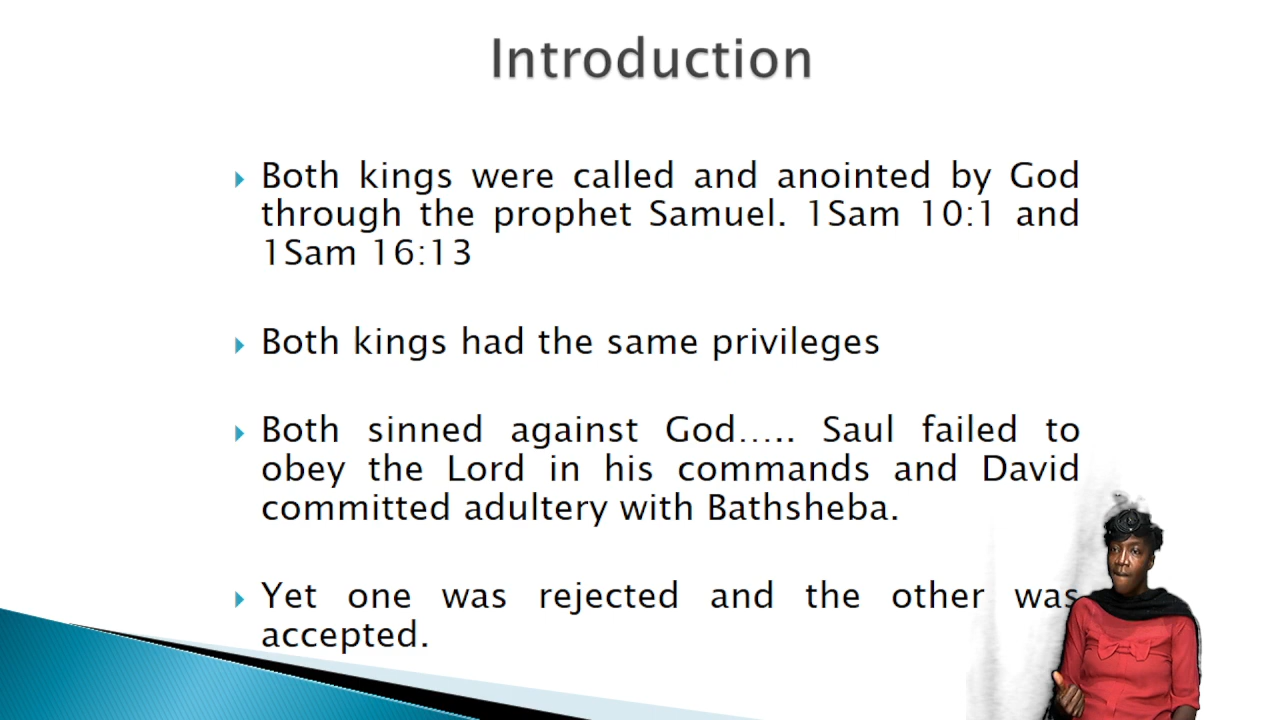 Introduction
Both kings were called and anointed by God
through the prophet Samuel. 1Sam 10:1 and
1Sam 16:13
Both kings had the same privileges
Both sinned against God….. Saul failed to
obey the Lord in his commands and David
committed adultery with Bathsheba.
Yet one was rejected and the other was
accepted.